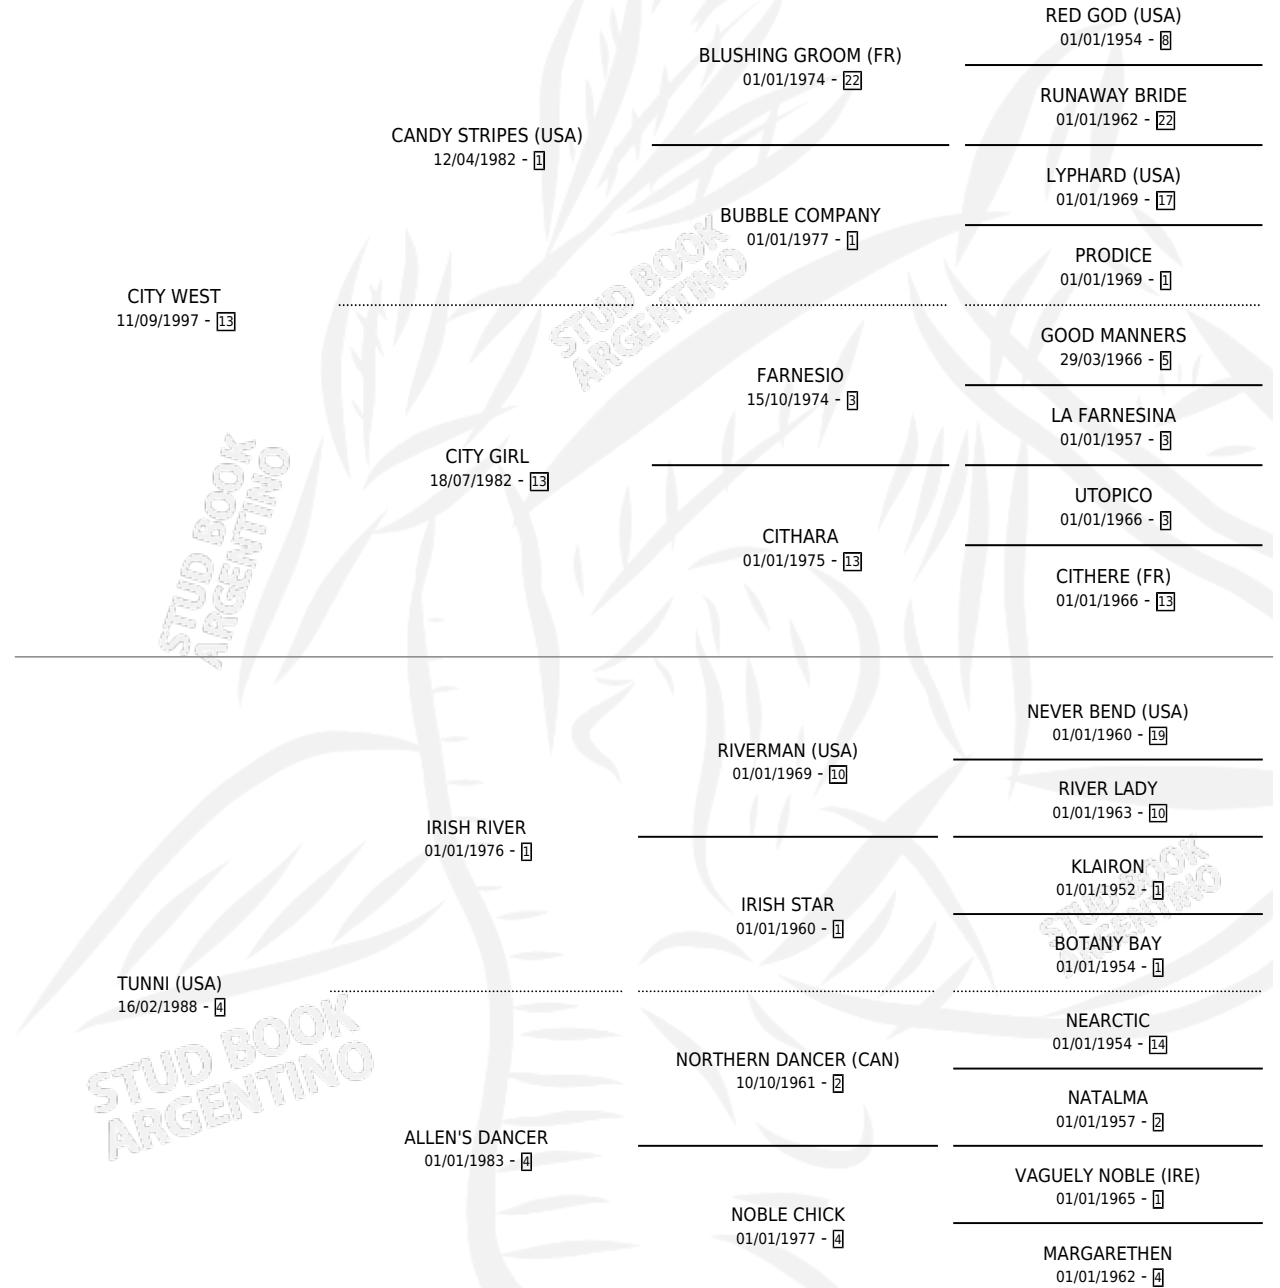 RED GOD (USA)
01/01/1954 - 8
BLUSHING GROOM (FR)
01/01/1974 - 22
RUNAWAY BRIDE
01/01/1962 - 22
CANDY STRIPES (USA)
12/04/1982 - 1
LYPHARD (USA)
01/01/1969 - 17
BUBBLE COMPANY
01/01/1977 - 1
PRODICE
01/01/1969 - 1
CITY WEST
11/09/1997 - 13
STUD BOOK
ARGENTINO
GOOD MANNERS
29/03/1966 - 5
FARNESIO
15/10/1974 - 3
LA FARNESINA
01/01/1957 - 3
CITY GIRL
18/07/1982 - 13
UTOPICO
01/01/1966 - 3
CITHARA
01/01/1975 - 13
CITHERE (FR)
01/01/1966 - 13
STUD BOOK
ARGENTINO
NEVER BEND (USA)
01/01/1960 - 19
RIVERMAN (USA)
01/01/1969 - 10
RIVER LADY
01/01/1963 - 10
IRISH RIVER
01/01/1976 - 1
KLAIRON
01/01/1952 - 1
IRISH STAR
01/01/1960 - 1
STUD BOOK
ARGENTINO
BOTANY BAY
01/01/1954 - 1
TUNNI (USA)
16/02/1988 - 4
STUD BOOK
ARGENTINO
NEARCTIC
01/01/1954 - 14
NORTHERN DANCER (CAN)
10/10/1961 - 2
NATALMA
01/01/1957 - 2
ALLEN'S DANCER
01/01/1983 - 4
VAGUELY NOBLE (IRE)
01/01/1965 - 1
NOBLE CHICK
01/01/1977 - 4
MARGARETHEN
01/01/1962 - 4